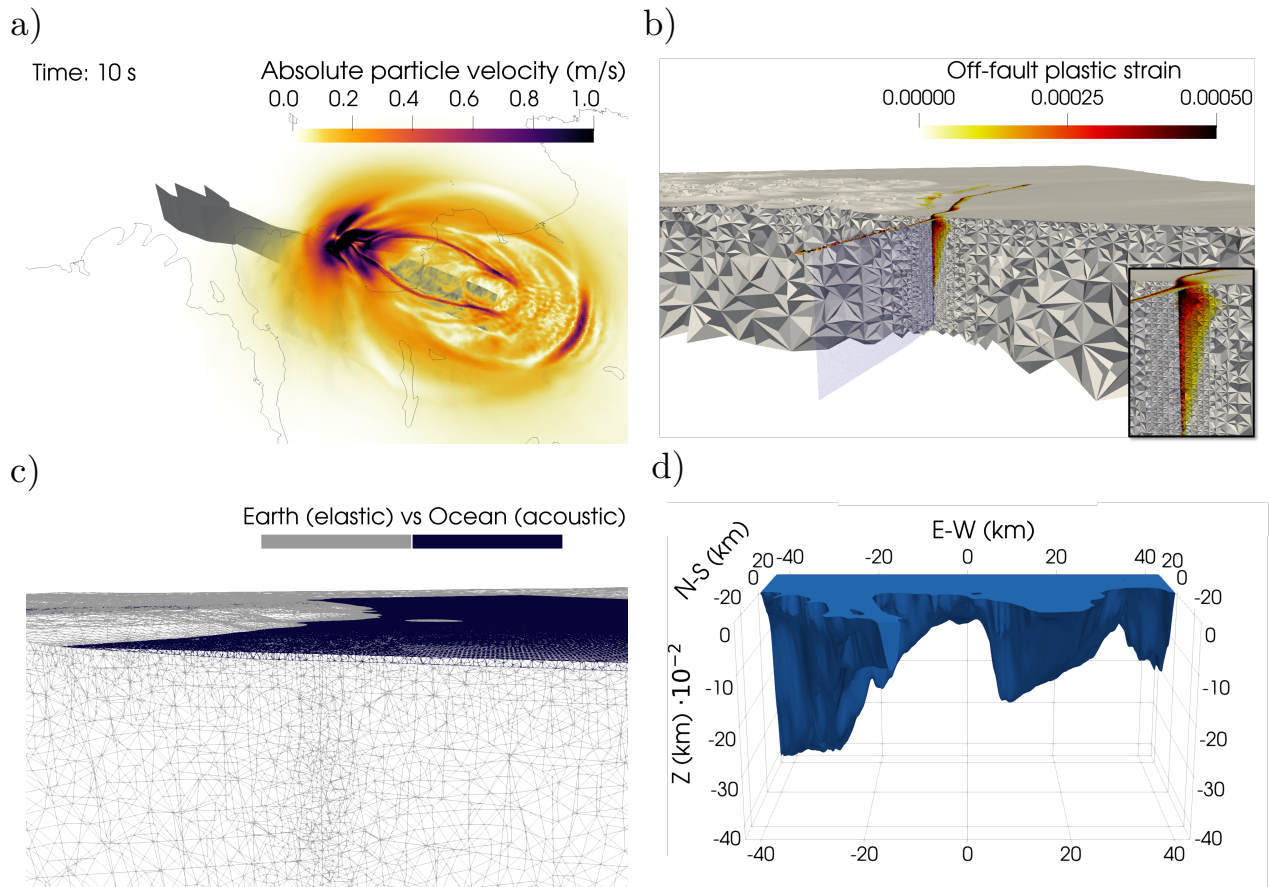 a)
Time: 10 s
Absolute particle velocity (m/s)
0.0 0.2 0.4 0.6 0.8 1.0
b)
Off-fault plastic strain
0.00000 0.00025 0.00050
c)
Earth (elastic) vs Ocean (acoustic)
d)
E-W (km)
N-S (km)
20 -40 -20 0 20 40 20
0 0
-20 -20
0 0
-10 -10
-20 -20
-30 -30
-40 -40
Z (km) ·10⁻²
-40 -20 0 20 40